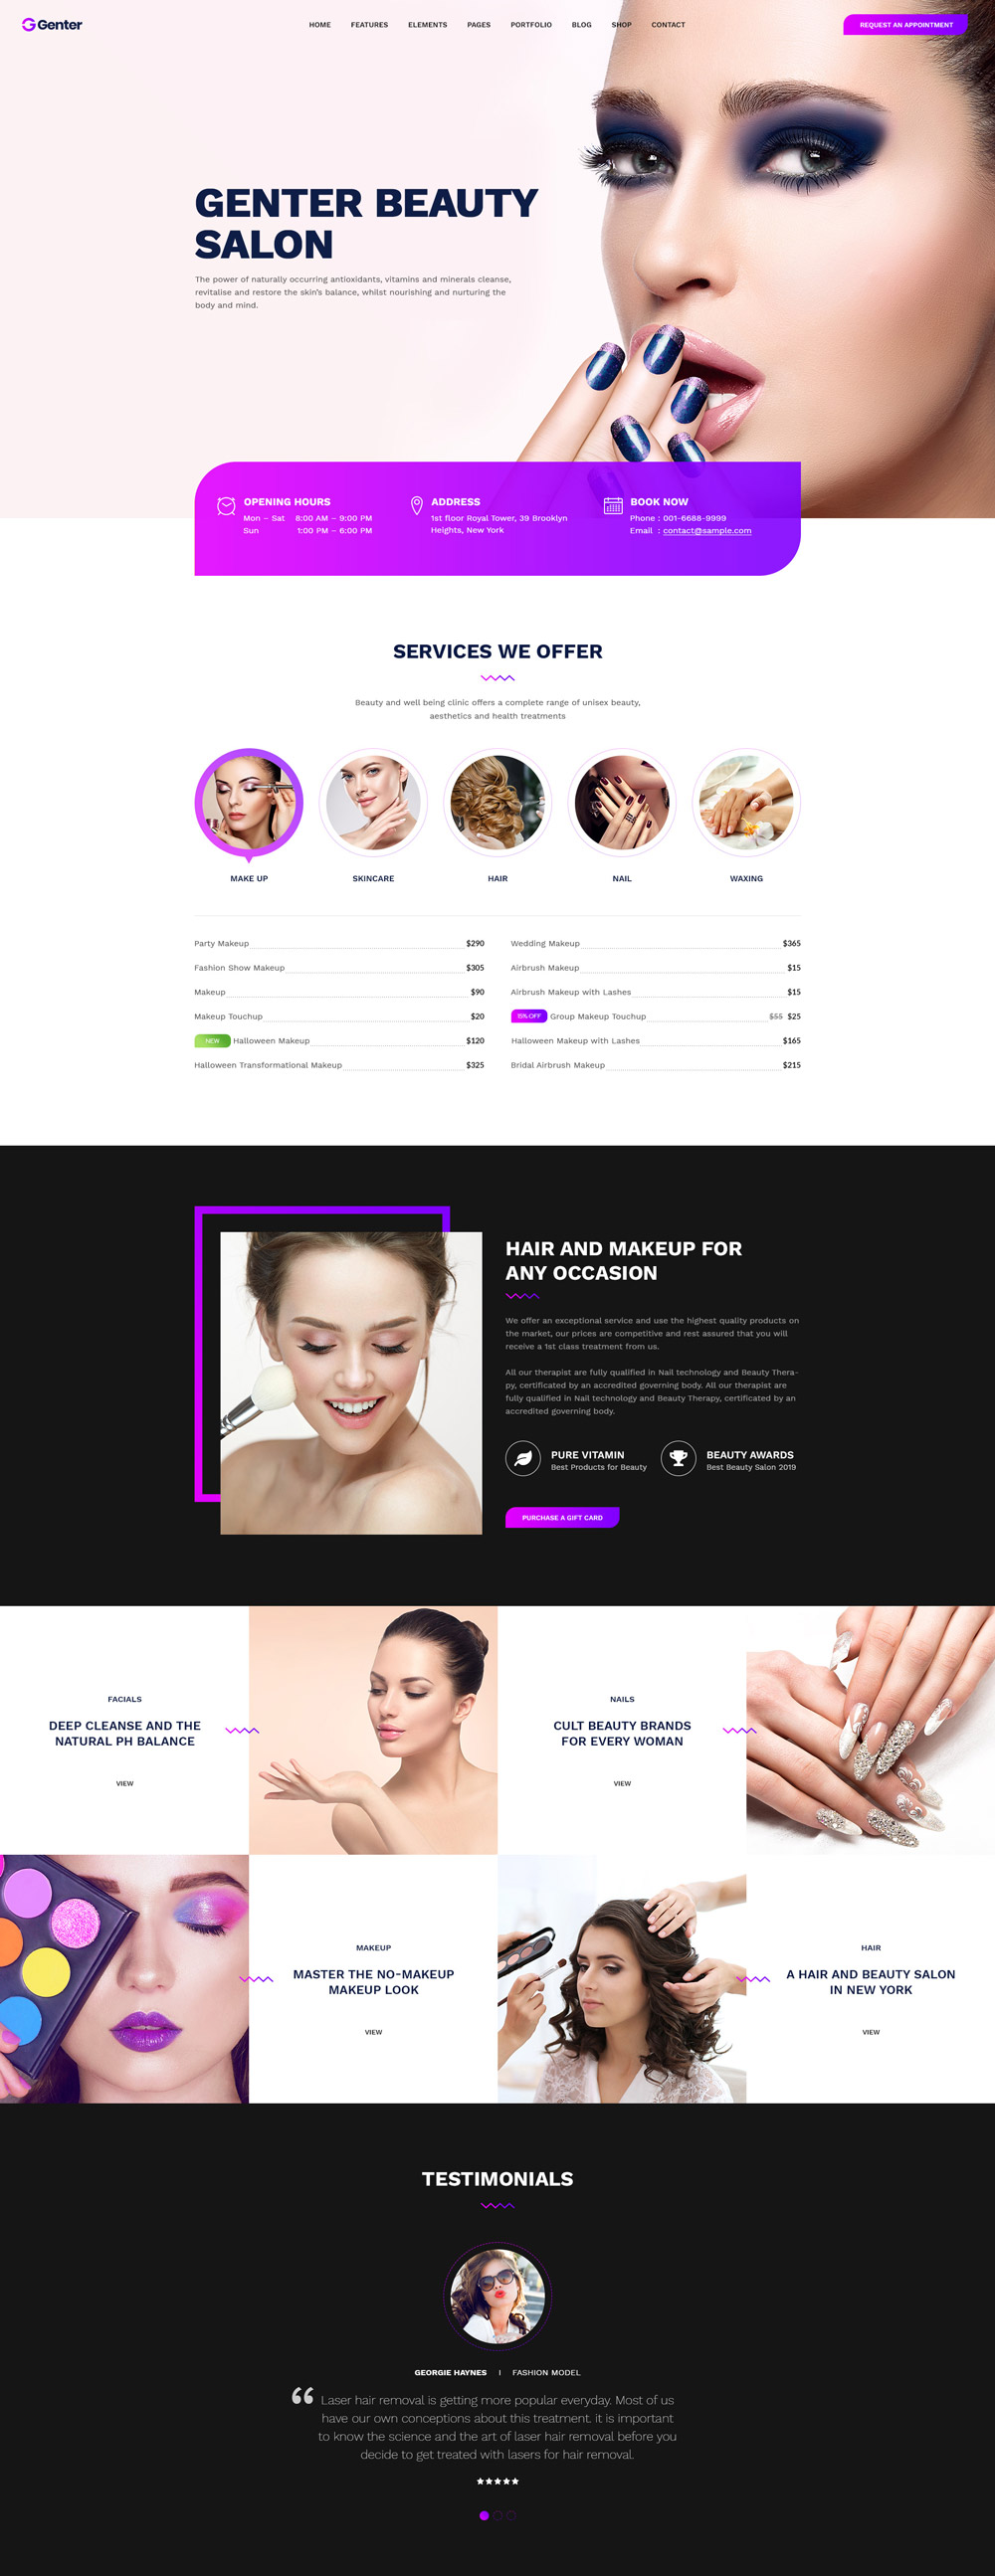 Genter
HOME FEATURES ELEMENTS PAGES PORTFOLIO BLOG SHOP CONTACT
REQUEST AN APPOINTMENT
GENTER BEAUTY
SALON
The power of naturally occurring antioxidants, vitamins and minerals cleanse,
revitalise and restore the skin's balance, whilst nourishing and nurturing the
body and mind.
OPENING HOURS
Mon – Sat 8:00 AM – 9:00 PM
Sun 1:00 PM – 6:00 PM
ADDRESS
1st floor Royal Tower, 39 Brooklyn
Heights, New York
BOOK NOW
Phone : 001-6688-9999
Email : contact@sample.com
SERVICES WE OFFER
Beauty and well being clinic offers a complete range of unisex beauty,
aesthetics and health treatments
MAKE UP SKINCARE HAIR NAIL WAXING
Party Makeup $290
Fashion Show Makeup $305
Makeup $90
Makeup Touchup $20
NEW Halloween Makeup $120
Halloween Transformational Makeup $325
Wedding Makeup $365
Airbrush Makeup $15
Airbrush Makeup with Lashes $15
15% OFF Group Makeup Touchup $55 $25
Halloween Makeup with Lashes $165
Bridal Airbrush Makeup $215
HAIR AND MAKEUP FOR
ANY OCCASION
We offer an exceptional service and use the highest quality products on
the market, our prices are competitive and rest assured that you will
receive a 1st class treatment from us.
All our therapist are fully qualified in Nail technology and Beauty Thera-
py, certificated by an accredited governing body. All our therapist are
fully qualified in Nail technology and Beauty Therapy, certificated by an
accredited governing body.
PURE VITAMIN
Best Products for Beauty
BEAUTY AWARDS
Best Beauty Salon 2019
PURCHASE A GIFT CARD
FACIALS
DEEP CLEANSE AND THE
NATURAL PH BALANCE
VIEW
NAILS
CULT BEAUTY BRANDS
FOR EVERY WOMAN
VIEW
MAKEUP
MASTER THE NO-MAKEUP
MAKEUP LOOK
VIEW
HAIR
A HAIR AND BEAUTY SALON
IN NEW YORK
VIEW
TESTIMONIALS
GEORGIE HAYNES | FASHION MODEL
“ Laser hair removal is getting more popular everyday. Most of us
have our own conceptions about this treatment. it is important
to know the science and the art of laser hair removal before you
decide to get treated with lasers for hair removal.